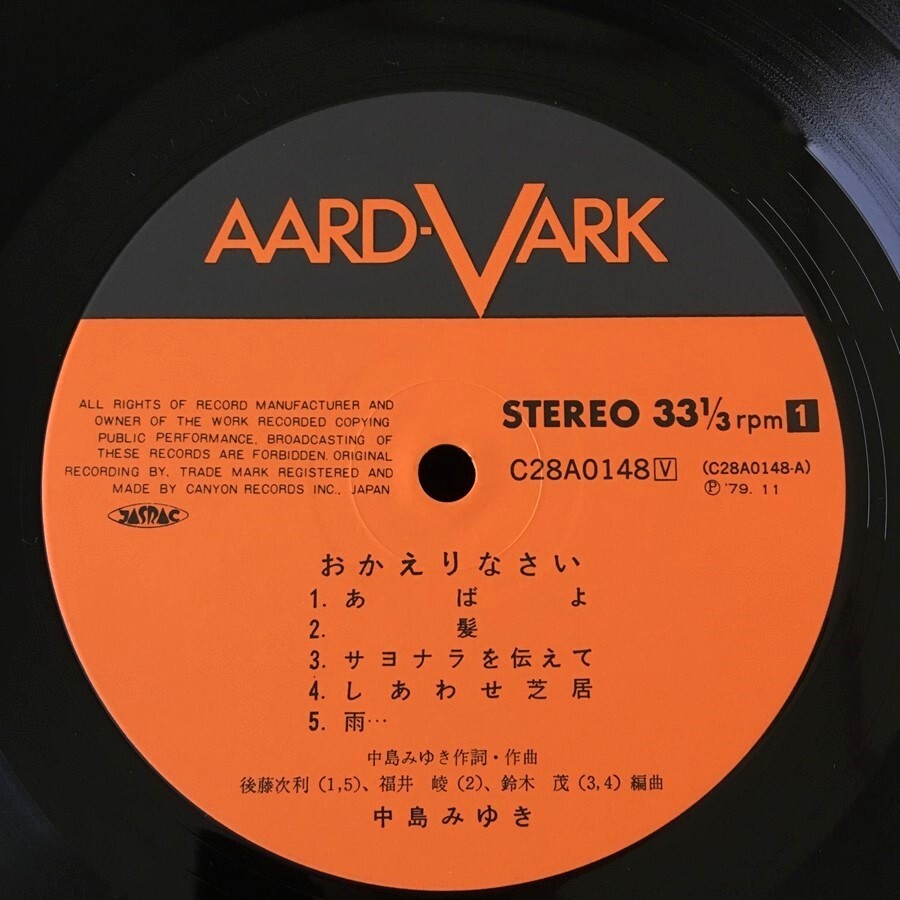 AARD-VARK
ALL RIGHTS OF RECORD MANUFACTURER AND
OWNER OF THE WORK RECORDED COPYING
PUBLIC PERFORMANCE, BROADCASTING OF
THESE RECORDS ARE FORBIDDEN. ORIGINAL
RECORDING BY, TRADE MARK REGISTERED AND
MADE BY CANYON RECORDS INC., JAPAN
JASRAC
STEREO 33 1/3 rpm 1
C28A0148 V (C28A0148-A)
Ⓟ '79. 11
おかえりなさい
1. あばよ
2. 髪
3. サヨナラを伝えて
4. しあわせ芝居
5. 雨…
中島みゆき作詞・作曲
後藤次利(1,5)、福井 崚(2)、鈴木 茂(3,4)編曲
中島みゆき